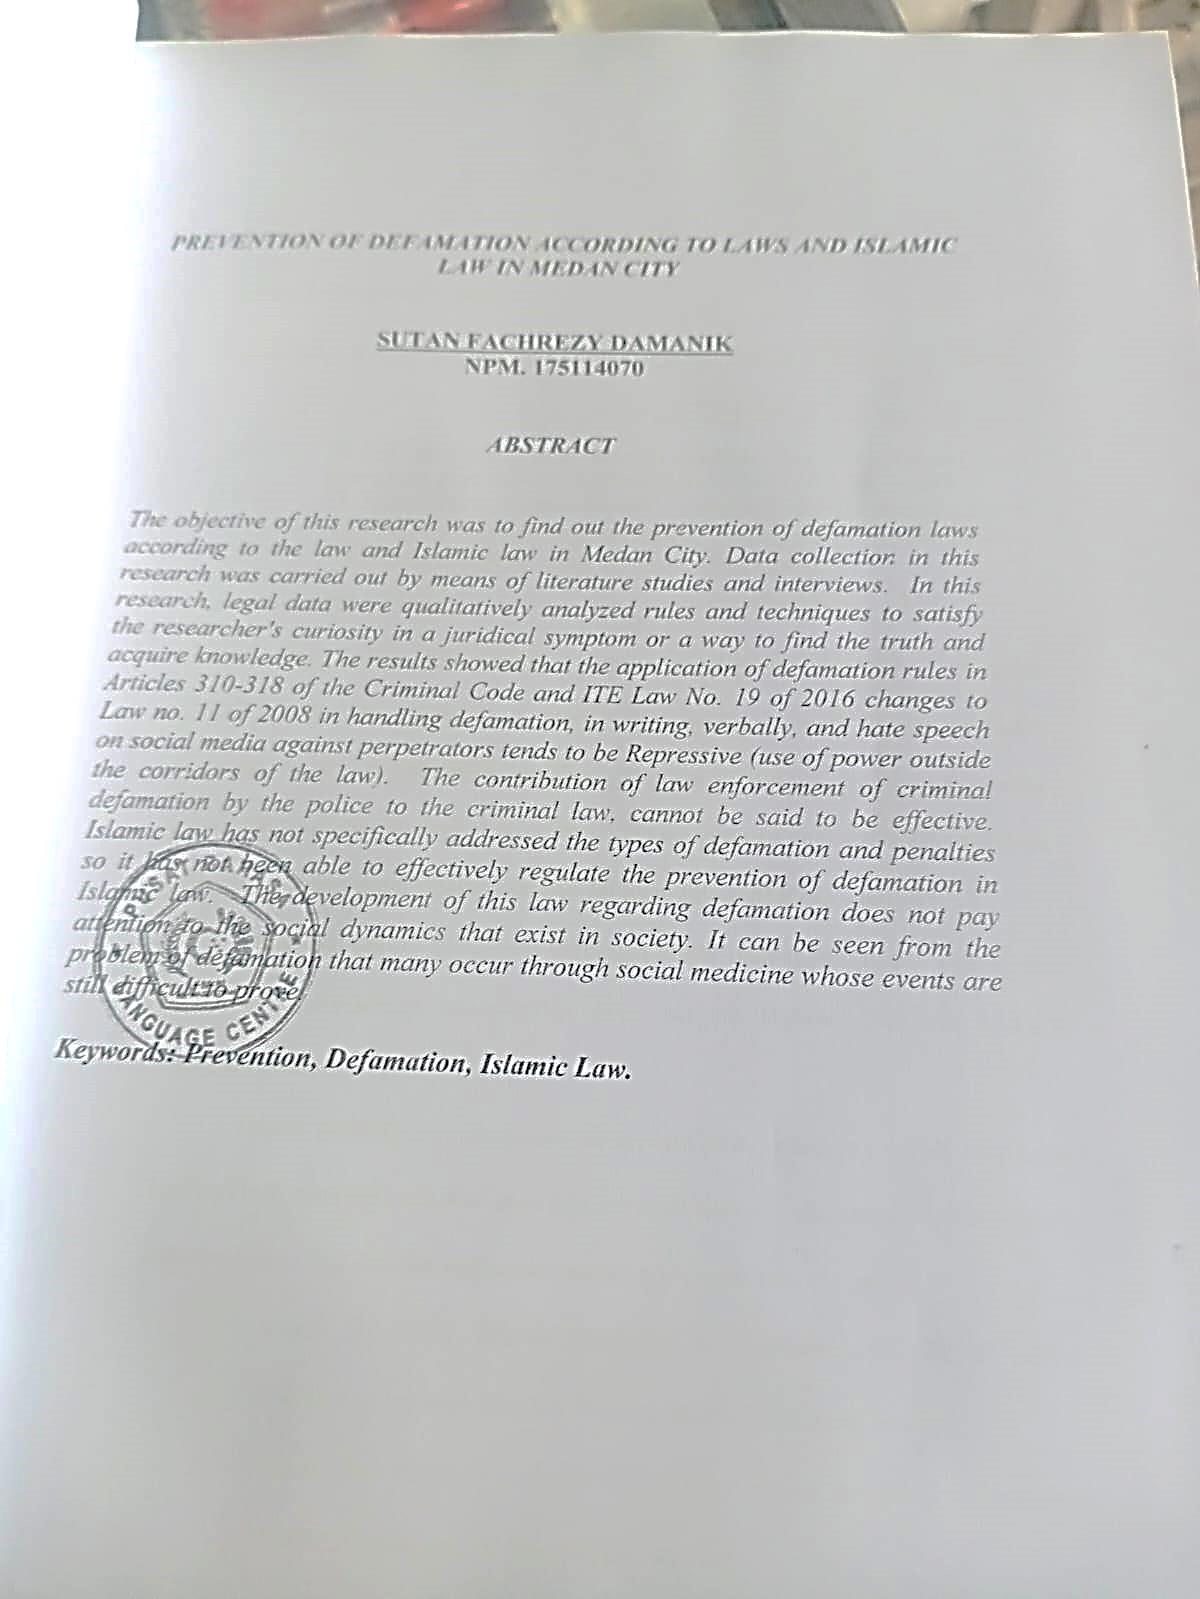 PREVENTION OF DEFAMATION ACCORDING TO LAWS AND ISLAMIC
LAW IN MEDAN CITY
SUTAN FACHREZY DAMANIK
NPM. 175114070
ABSTRACT
The objective of this research was to find out the prevention of defamation laws
according to the law and Islamic law in Medan City. Data collection in this
research was carried out by means of literature studies and interviews. In this
research, legal data were qualitatively analyzed rules and techniques to satisfy
the researcher's curiosity in a juridical symptom or a way to find the truth and
acquire knowledge. The results showed that the application of defamation rules in
Articles 310-318 of the Criminal Code and ITE Law No. 19 of 2016 changes to
Law no. 11 of 2008 in handling defamation, in writing, verbally, and hate speech
on social media against perpetrators tends to be Repressive (use of power outside
the corridors of the law). The contribution of law enforcement of criminal
defamation by the police to the criminal law, cannot be said to be effective.
Islamic law has not specifically addressed the types of defamation and penalties
so it has not been able to effectively regulate the prevention of defamation in
Islamic law. The development of this law regarding defamation does not pay
attention to the social dynamics that exist in society. It can be seen from the
problem of defamation that many occur through social medicine whose events are
still difficult to prove.
LANGUAGE CENTRE
Keywords: Prevention, Defamation, Islamic Law.